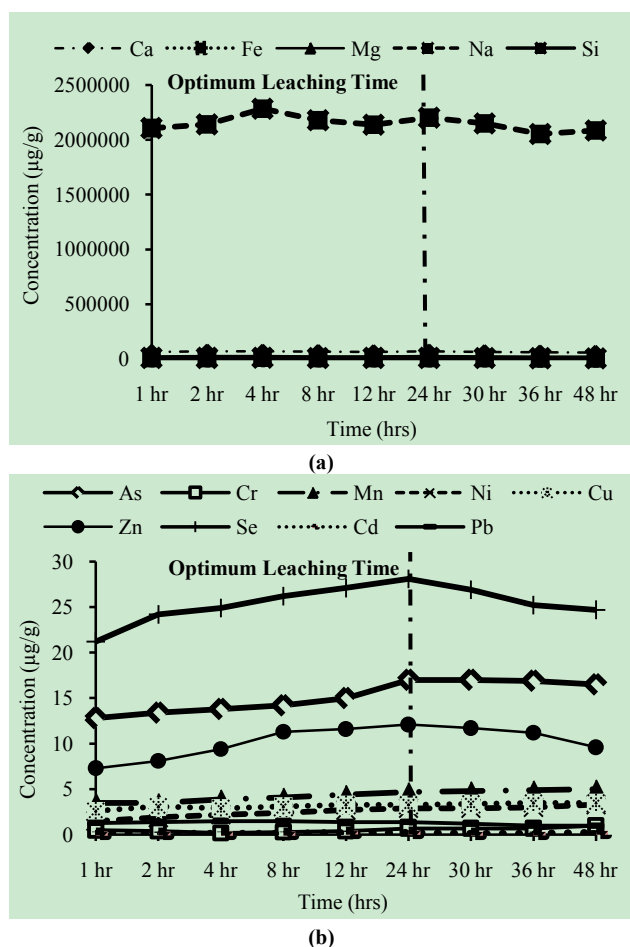 Ca Fe Mg Na Si
Optimum Leaching Time
2500000
2000000
1500000
1000000
500000
0
Concentration (µg/g)
1 hr 2 hr 4 hr 8 hr 12 hr 24 hr 30 hr 36 hr 48 hr
Time (hrs)
(a)
As Cr Mn Ni Cu
Zn Se Cd Pb
Optimum Leaching Time
30
25
20
15
10
5
0
Concentration (µg/g)
1 hr 2 hr 4 hr 8 hr 12 hr 24 hr 30 hr 36 hr 48 hr
Time (hrs)
(b)